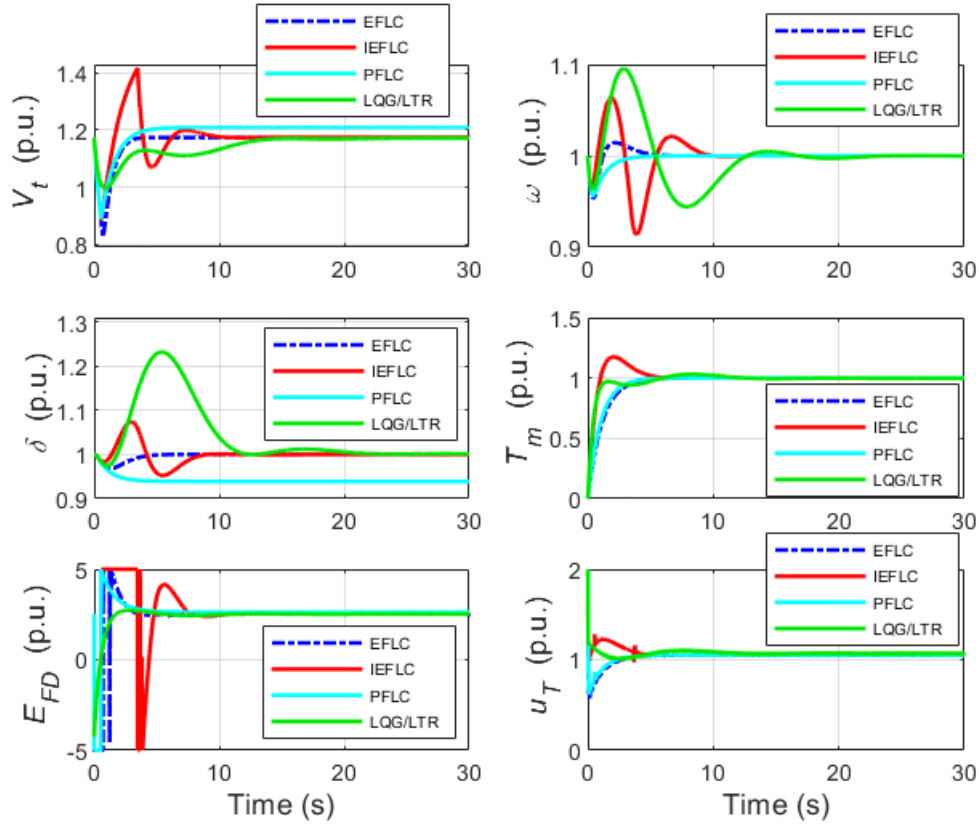 EFLC
IEFLC
PFLC
LQG/LTR
V_t (p.u.)
1.4
1.2
1
0.8
0
10
20
30
EFLC
IEFLC
PFLC
LQG/LTR
ω (p.u.)
1.1
1
0.9
0
10
20
30
δ (p.u.)
1.3
1.2
1.1
1
0.9
EFLC
IEFLC
PFLC
LQG/LTR
0
10
20
30
T_m (p.u.)
1.5
1
0.5
0
EFLC
IEFLC
PFLC
LQG/LTR
0
10
20
30
E_FD (p.u.)
5
0
-5
EFLC
IEFLC
PFLC
LQG/LTR
0
10
20
30
Time (s)
EFLC
IEFLC
PFLC
LQG/LTR
u_T (p.u.)
2
1
0
0
10
20
30
Time (s)